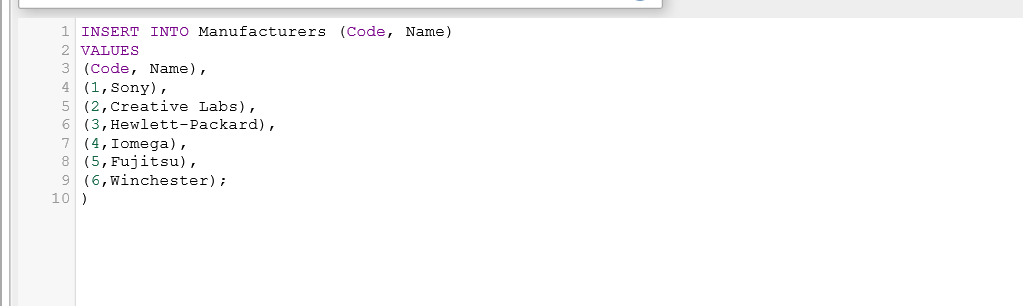 1 INSERT INTO Manufacturers (Code, Name)
2 VALUES
3 (Code, Name),
4 (1,Sony),
5 (2,Creative Labs),
6 (3,Hewlett-Packard),
7 (4,Iomega),
8 (5,Fujitsu),
9 (6,Winchester);
10 )